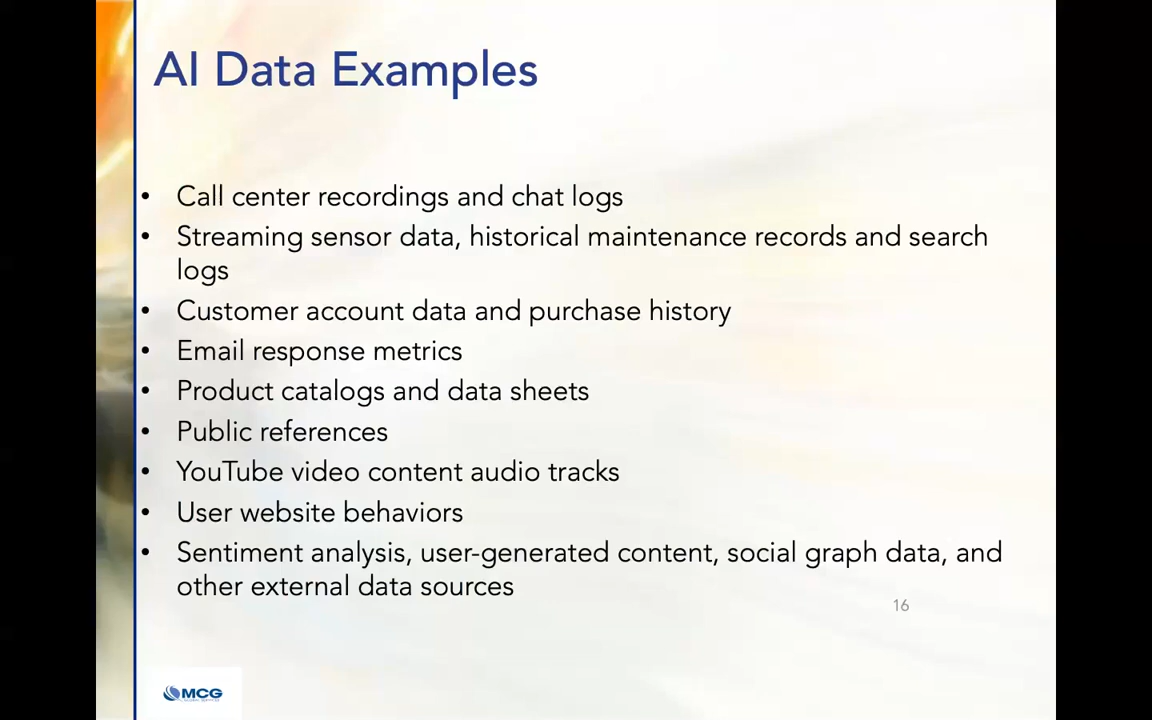 AI Data Examples
• Call center recordings and chat logs
• Streaming sensor data, historical maintenance records and search
logs
• Customer account data and purchase history
• Email response metrics
• Product catalogs and data sheets
• Public references
• YouTube video content audio tracks
• User website behaviors
• Sentiment analysis, user-generated content, social graph data, and
other external data sources
16
MCG